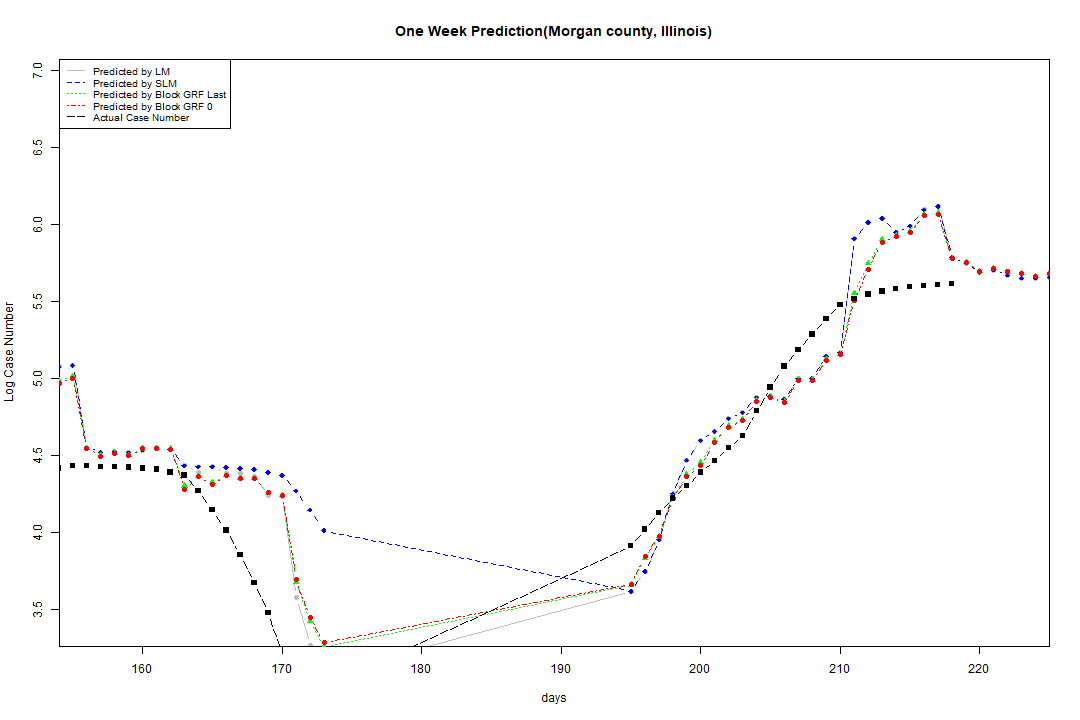 One Week Prediction(Morgan county, Illinois)
Predicted by LM
Predicted by SLM
Predicted by Block GRF Last
Predicted by Block GRF 0
Actual Case Number
Log Case Number
7.0
6.5
6.0
5.5
5.0
4.5
4.0
3.5
160 170 180 190 200 210 220
days